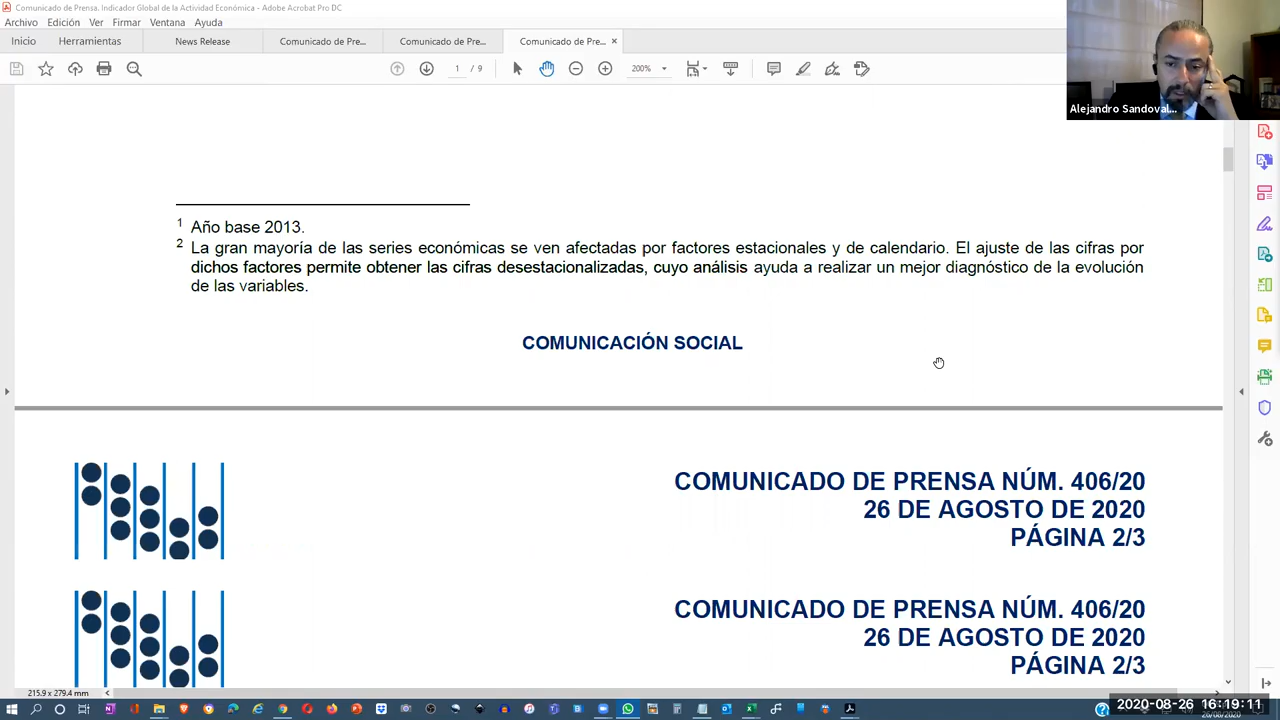 Comunicado de Prensa. Indicador Global de la Actividad Económica - Adobe Acrobat Pro DC
Archivo Edición Ver Firmar Ventana Ayuda
Inicio Herramientas News Release Comunicado de Pre... Comunicado de Pre... Comunicado de Pre... ×
1 / 9 200%
Alejandro Sandoval...
1 Año base 2013.
2 La gran mayoría de las series económicas se ven afectadas por factores estacionales y de calendario. El ajuste de las cifras por
dichos factores permite obtener las cifras desestacionalizadas, cuyo análisis ayuda a realizar un mejor diagnóstico de la evolución
de las variables.
COMUNICACIÓN SOCIAL
COMUNICADO DE PRENSA NÚM. 406/20
26 DE AGOSTO DE 2020
PÁGINA 2/3
COMUNICADO DE PRENSA NÚM. 406/20
26 DE AGOSTO DE 2020
PÁGINA 2/3
215.9 x 279.4 mm
2020-08-26 16:19:11
26/08/2020